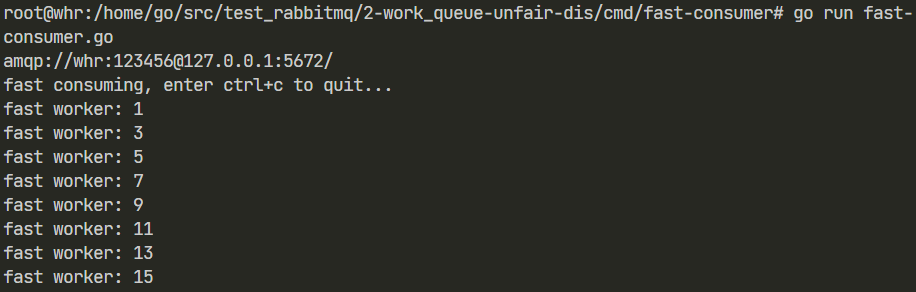 root@whr:/home/go/src/test_rabbitmq/2-work_queue-unfair-dis/cmd/fast-consumer# go run fast-
consumer.go
amqp://whr:123456@127.0.0.1:5672/
fast consuming, enter ctrl+c to quit...
fast worker: 1
fast worker: 3
fast worker: 5
fast worker: 7
fast worker: 9
fast worker: 11
fast worker: 13
fast worker: 15